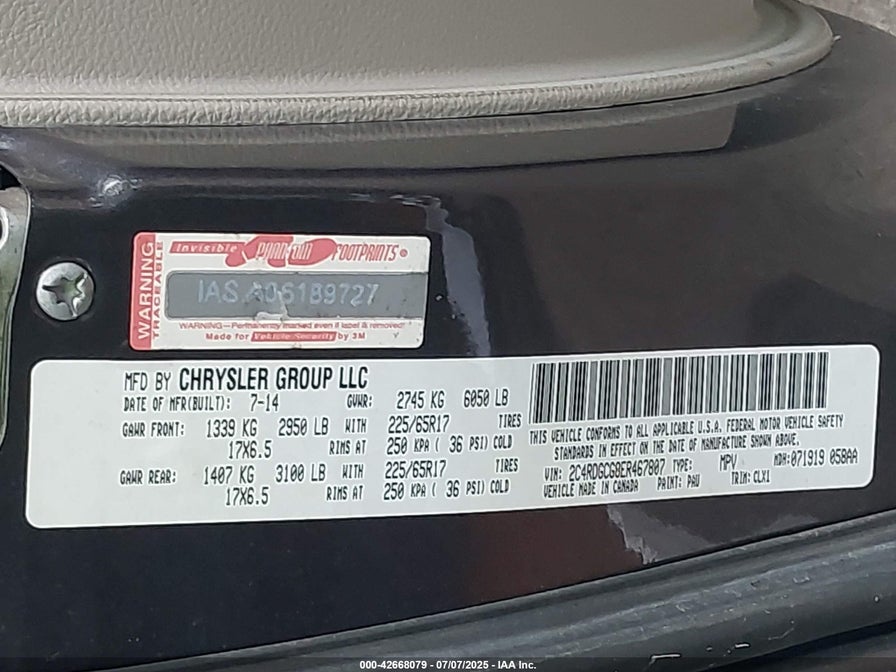 WARNING
TRACEABLE
Invisible PHANTOM FOOTPRINTS®
IAS A06189727
WARNING—Permanently marked even if label is removed!
Made for Vehicle Security by 3M
MFD BY CHRYSLER GROUP LLC
DATE OF MFR(BUILT): 7-14 GVWR: 2745 KG 6050 LB
GAWR FRONT: 1339 KG 2950 LB WITH 225/65R17 TIRES
17X6.5 RIMS AT 250 KPA ( 36 PSI) COLD
GAWR REAR: 1407 KG 3100 LB WITH 225/65R17 TIRES
17X6.5 RIMS AT 250 KPA ( 36 PSI) COLD
THIS VEHICLE CONFORMS TO ALL APPLICABLE U.S.A. FEDERAL MOTOR VEHICLE SAFETY
STANDARDS IN EFFECT ON THE DATE OF MANUFACTURE SHOWN ABOVE.
VIN: 2C4RDGCG8ER467807 TYPE: MPV MDH:071919 058AA
VEHICLE MADE IN CANADA PAINT: PAU TRIM: CLX1
000-42668079 - 07/07/2025 - IAA Inc.